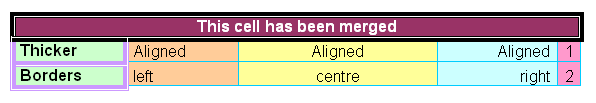 This cell has been merged
Thicker Aligned Aligned Aligned 1
Borders left centre right 2